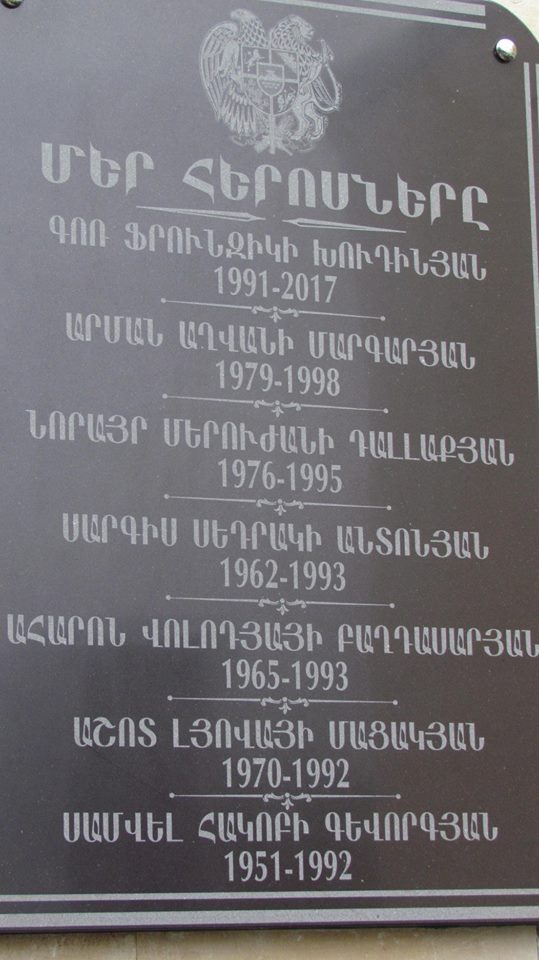 ՄԵՐ ՀԵՐՈՍՆԵՐԸ
ԳՈՌ ՖՐՈՒՆԶԻԿԻ ԽՈՒԴԻՆՅԱՆ
1991-2017
ԱՐՄԱՆ ԱՂՎԱՆԻ ՄԱՐԳԱՐՅԱՆ
1979-1998
ՆՈՐԱՅՐ ՄԵՐՈՒԺԱՆԻ ԴԱԼԼԱՔՅԱՆ
1976-1995
ՍԱՐԳԻՍ ՍԵԴՐԱԿԻ ԱՆՏՈՆՅԱՆ
1962-1993
ԱՀԱՐՈՆ ՎՈԼՈԴՅԱՅԻ ԲԱՂԴԱՍԱՐՅԱՆ
1965-1993
ԱՇՈՏ ԼՅՈՎԱՅԻ ՄԱՑԱԿՅԱՆ
1970-1992
ՍԱՄՎԵԼ ՀԱԿՈԲԻ ԳԵՎՈՐԳՅԱՆ
1951-1992